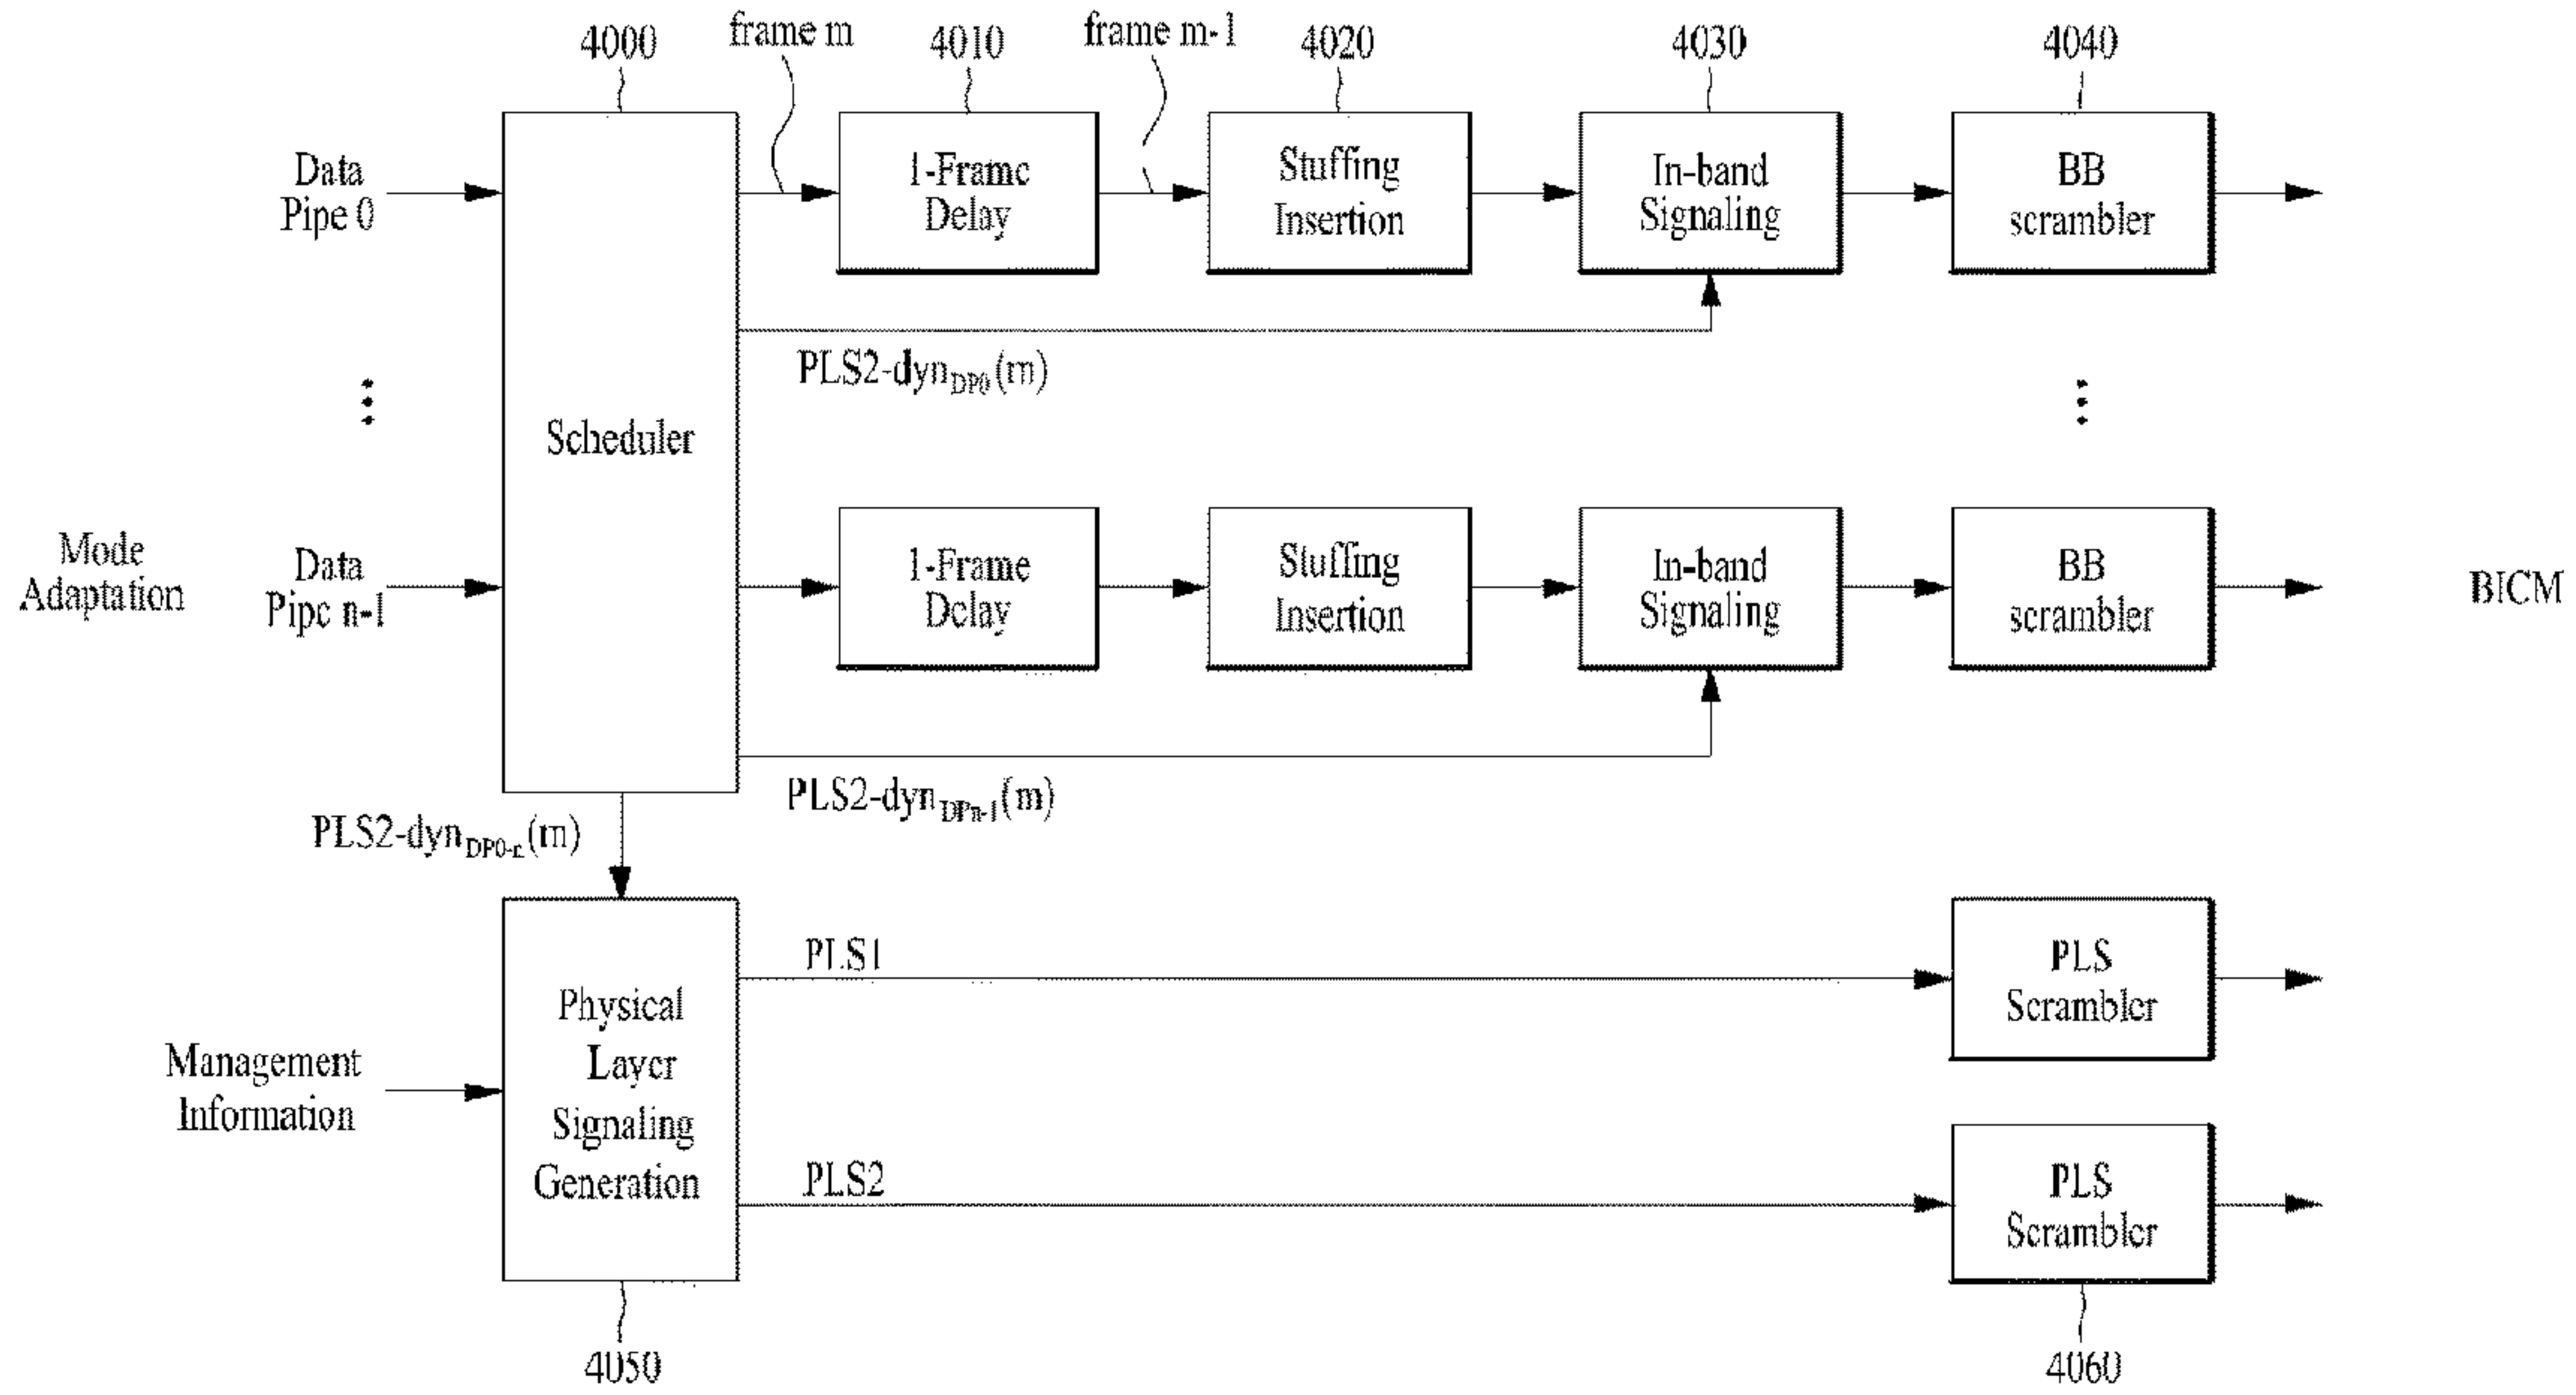 4000
frame m
4010
frame m-1
4020
4030
4040
Data
Pipe 0
1-Frame
Delay
Stuffing
Insertion
In-band
Signaling
BB
scrambler
PLS2-dynDP0(m)
Scheduler
Mode
Adaptation
Data
Pipe n-1
1-Frame
Delay
Stuffing
Insertion
In-band
Signaling
BB
scrambler
BICM
PLS2-dynDPn-1(m)
PLS2-dynDP0-n(m)
Management
Information
Physical
Layer
Signaling
Generation
PLS1
PLS
Scrambler
PLS2
PLS
Scrambler
4050
4060